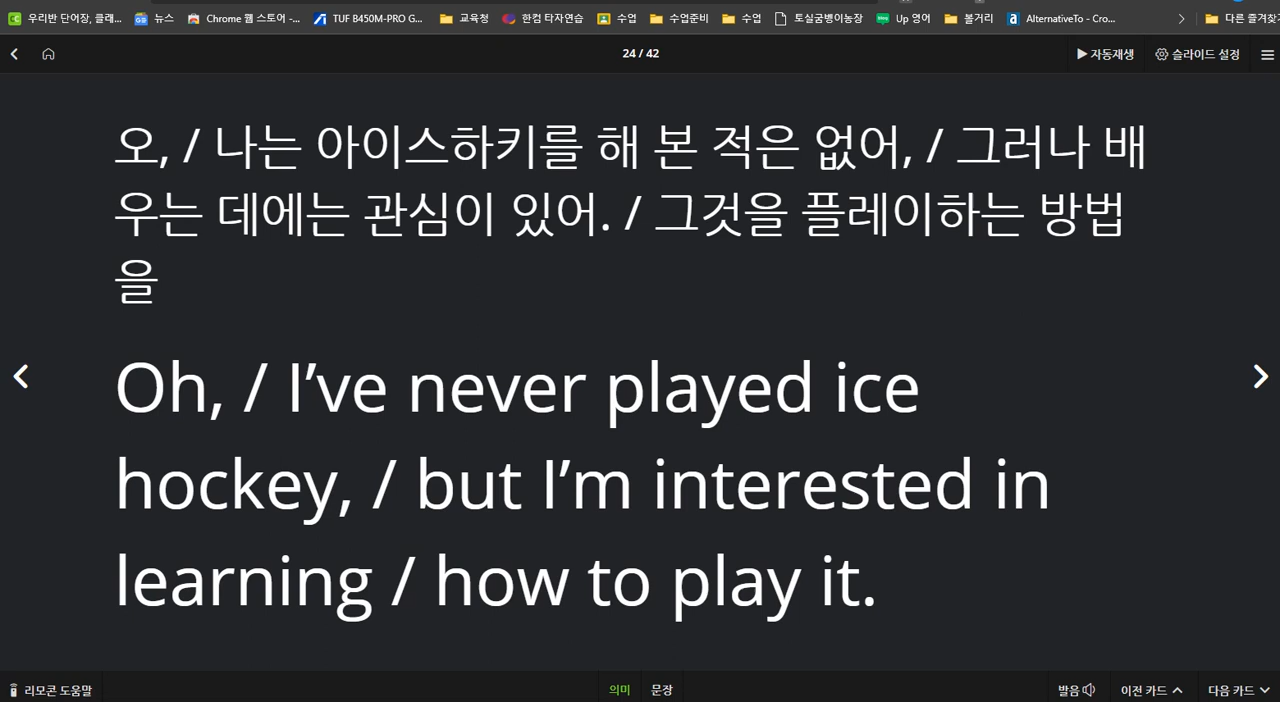 우리반 단어장, 클래... 뉴스 Chrome 웹 스토어 -... TUF B450M-PRO G... 교육청 한컴 타자연습 수업 수업준비 수업 토실굼벵이농장 Up 영어 볼거리 AlternativeTo - Cro... 다른 즐겨찾기
24 / 42 자동재생 슬라이드 설정
오, / 나는 아이스하키를 해 본 적은 없어, / 그러나 배
우는 데에는 관심이 있어. / 그것을 플레이하는 방법
을
Oh, / I’ve never played ice
hockey, / but I’m interested in
learning / how to play it.
리모콘 도움말 의미 문장 발음 이전 카드 다음 카드